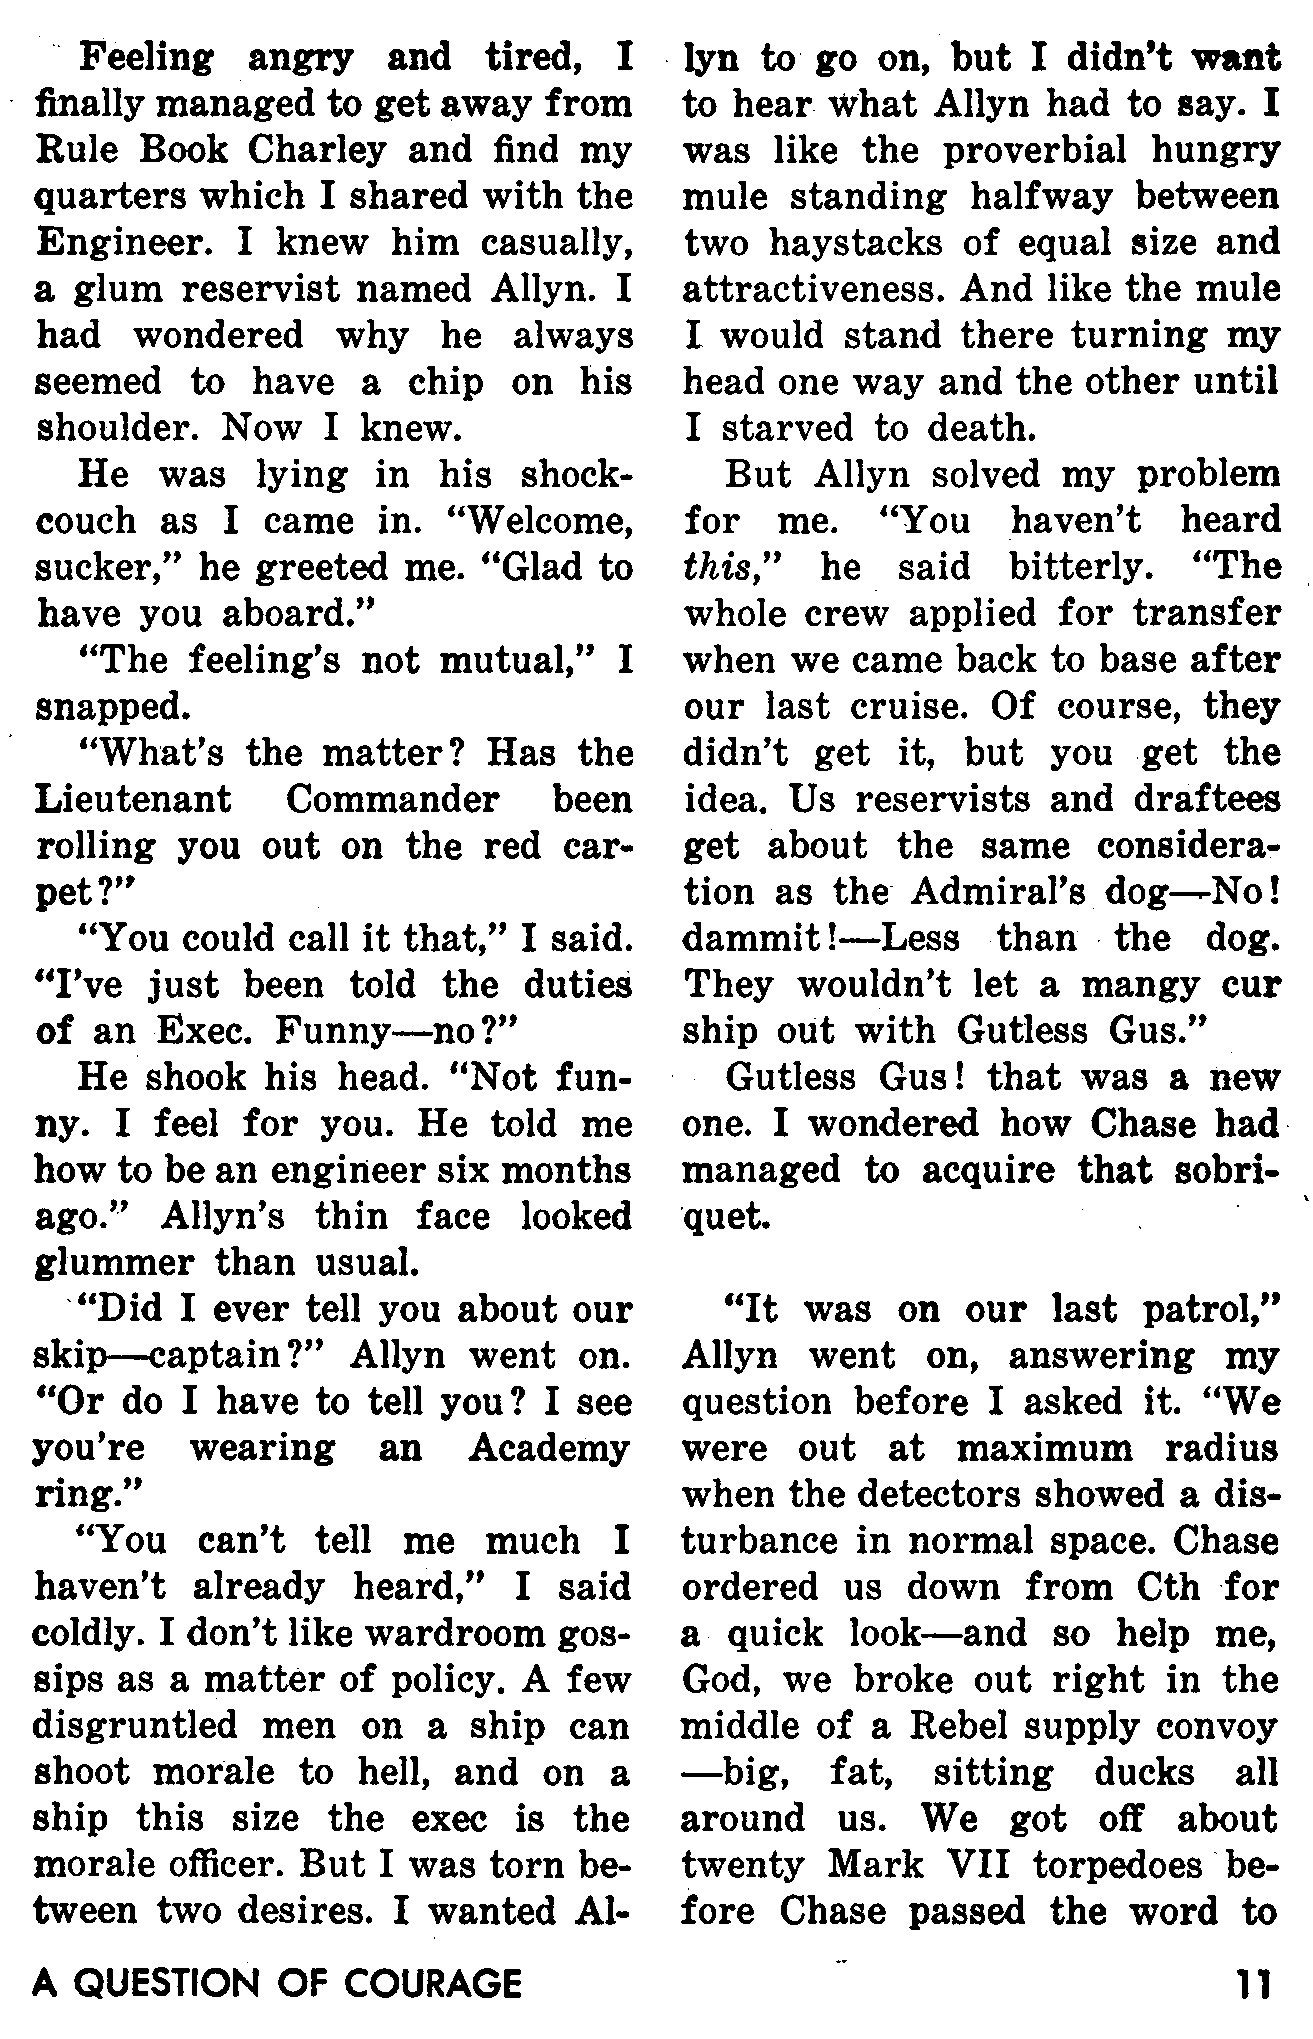 Feeling angry and tired, I
finally managed to get away from
Rule Book Charley and find my
quarters which I shared with the
Engineer. I knew him casually,
a glum reservist named Allyn. I
had wondered why he always
seemed to have a chip on his
shoulder. Now I knew.
He was lying in his shock-
couch as I came in. “Welcome,
sucker,” he greeted me. “Glad to
have you aboard.”
“The feeling’s not mutual,” I
snapped.
“What’s the matter? Has the
Lieutenant Commander been
rolling you out on the red car-
pet?”
“You could call it that,” I said.
“I’ve just been told the duties
of an Exec. Funny—no?”
He shook his head. “Not fun-
ny. I feel for you. He told me
how to be an engineer six months
ago.” Allyn’s thin face looked
glummer than usual.
“Did I ever tell you about our
skip—captain?” Allyn went on.
“Or do I have to tell you? I see
you’re wearing an Academy
ring.”
“You can’t tell me much I
haven’t already heard,” I said
coldly. I don’t like wardroom gos-
sips as a matter of policy. A few
disgruntled men on a ship can
shoot morale to hell, and on a
ship this size the exec is the
morale officer. But I was torn be-
tween two desires. I wanted Al-
lyn to go on, but I didn’t want
to hear what Allyn had to say. I
was like the proverbial hungry
mule standing halfway between
two haystacks of equal size and
attractiveness. And like the mule
I would stand there turning my
head one way and the other until
I starved to death.
But Allyn solved my problem
for me. “You haven’t heard
this,” he said bitterly. “The
whole crew applied for transfer
when we came back to base after
our last cruise. Of course, they
didn’t get it, but you get the
idea. Us reservists and draftees
get about the same considera-
tion as the Admiral’s dog—No!
dammit!—Less than the dog.
They wouldn’t let a mangy cur
ship out with Gutless Gus.”
Gutless Gus! that was a new
one. I wondered how Chase had
managed to acquire that sobri-
quet.
“It was on our last patrol,”
Allyn went on, answering my
question before I asked it. “We
were out at maximum radius
when the detectors showed a dis-
turbance in normal space. Chase
ordered us down from Cth for
a quick look—and so help me,
God, we broke out right in the
middle of a Rebel supply convoy
—big, fat, sitting ducks all
around us. We got off about
twenty Mark VII torpedoes be-
fore Chase passed the word to
A QUESTION OF COURAGE 11